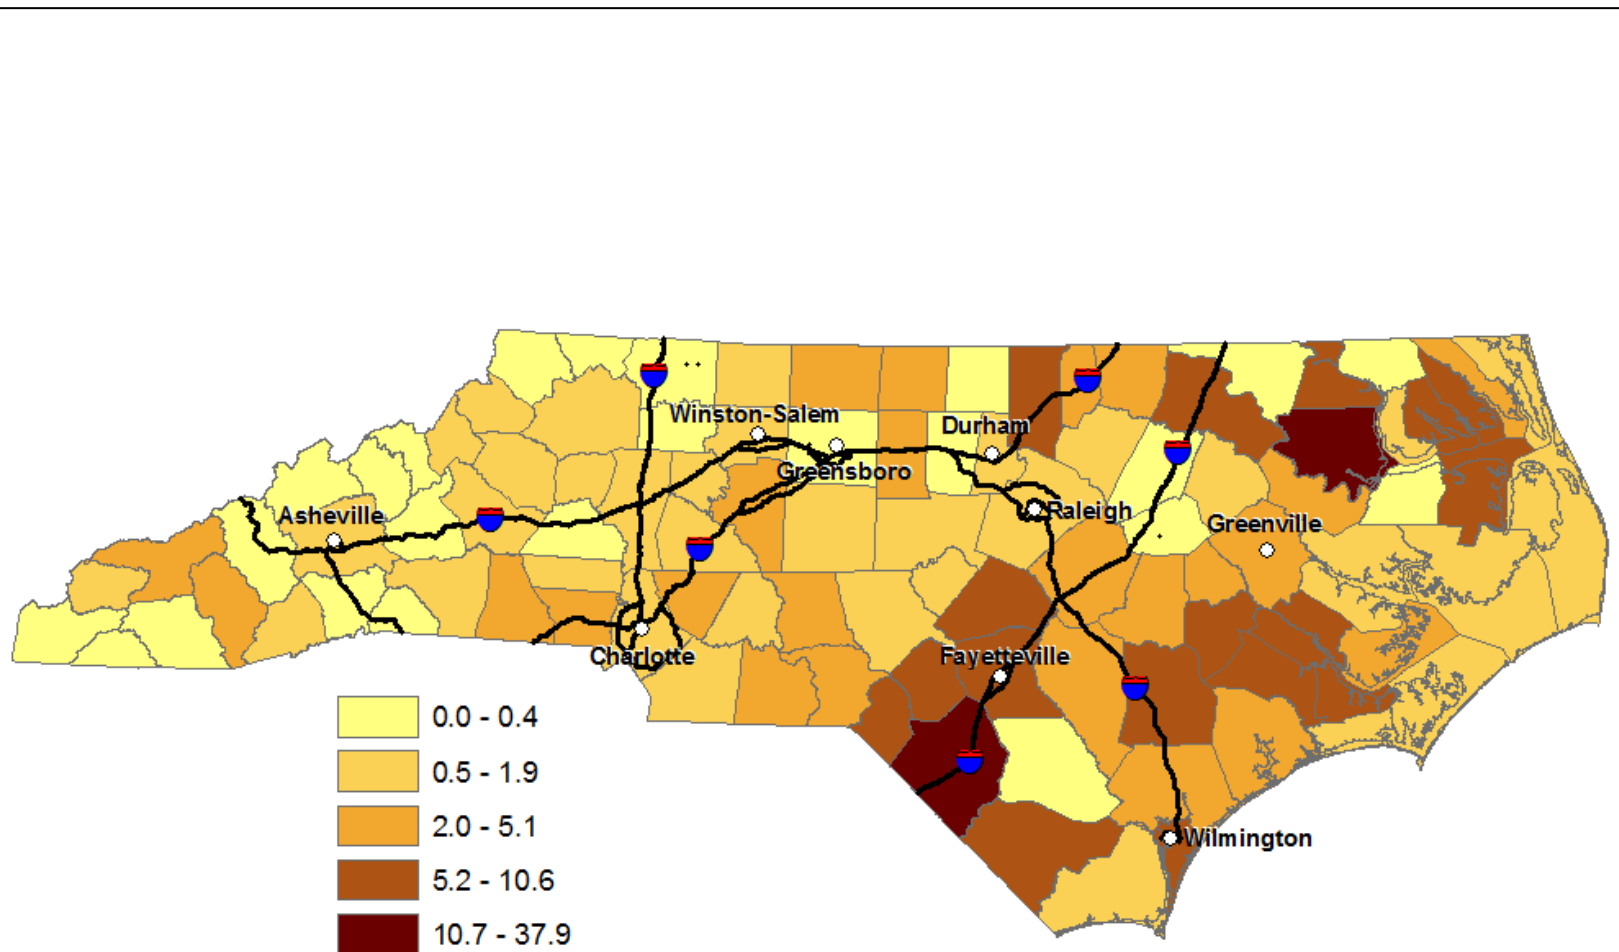 Winston-Salem
Durham
Greensboro
Asheville
Raleigh
Greenville
Charlotte
Fayetteville
Wilmington
0.0 - 0.4
0.5 - 1.9
2.0 - 5.1
5.2 - 10.6
10.7 - 37.9